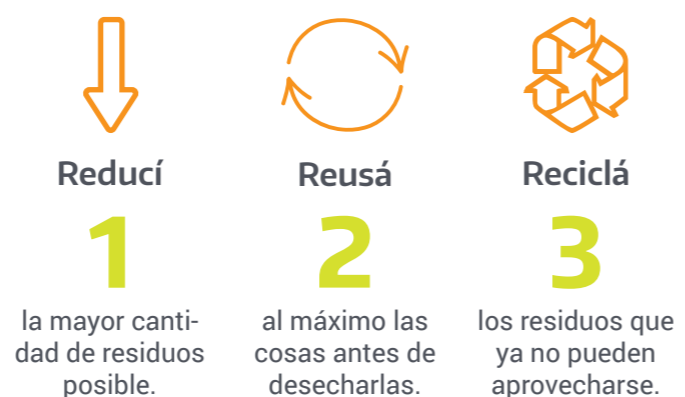 Reducí
1
la mayor canti-
dad de residuos
posible.
Reusá
2
al máximo las
cosas antes de
desecharlas.
Reciclá
3
los residuos que
ya no pueden
aprovecharse.